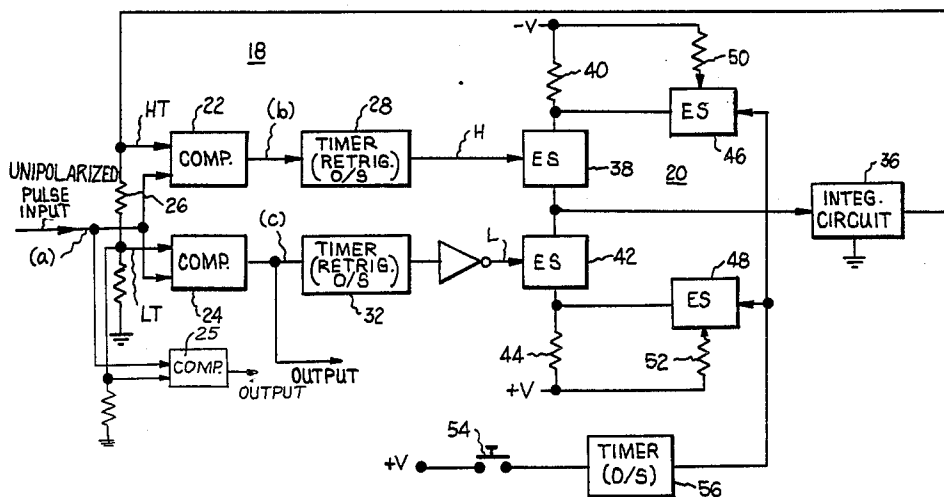 -V
18
50
40
22
(b)
28
HT
ES
COMP.
TIMER
(RETRIG.
O/S)
H
ES
46
20
36
UNIPOLARIZED
PULSE
INPUT
26
38
INTEG.
CIRCUIT
(a)
(c)
L
48
COMP.
TIMER
(RETRIG.
O/S)
ES
42
ES
LT
24
32
25
COMP.
OUTPUT
OUTPUT
44
52
+V
54
+V
TIMER
(O/S)
56